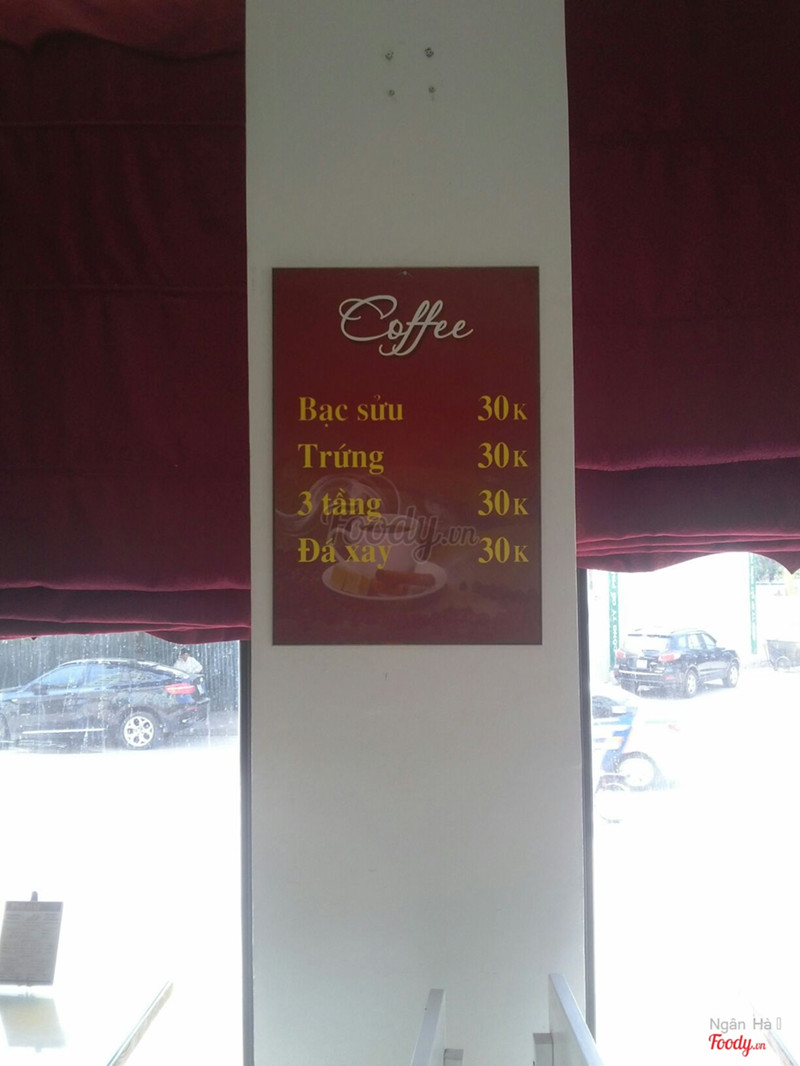 Coffee
Bạc sửu 30K
Trứng 30K
3 tầng 30K
Foody.vn
Đá xay 30K
Ngân Hà
Foody.vn